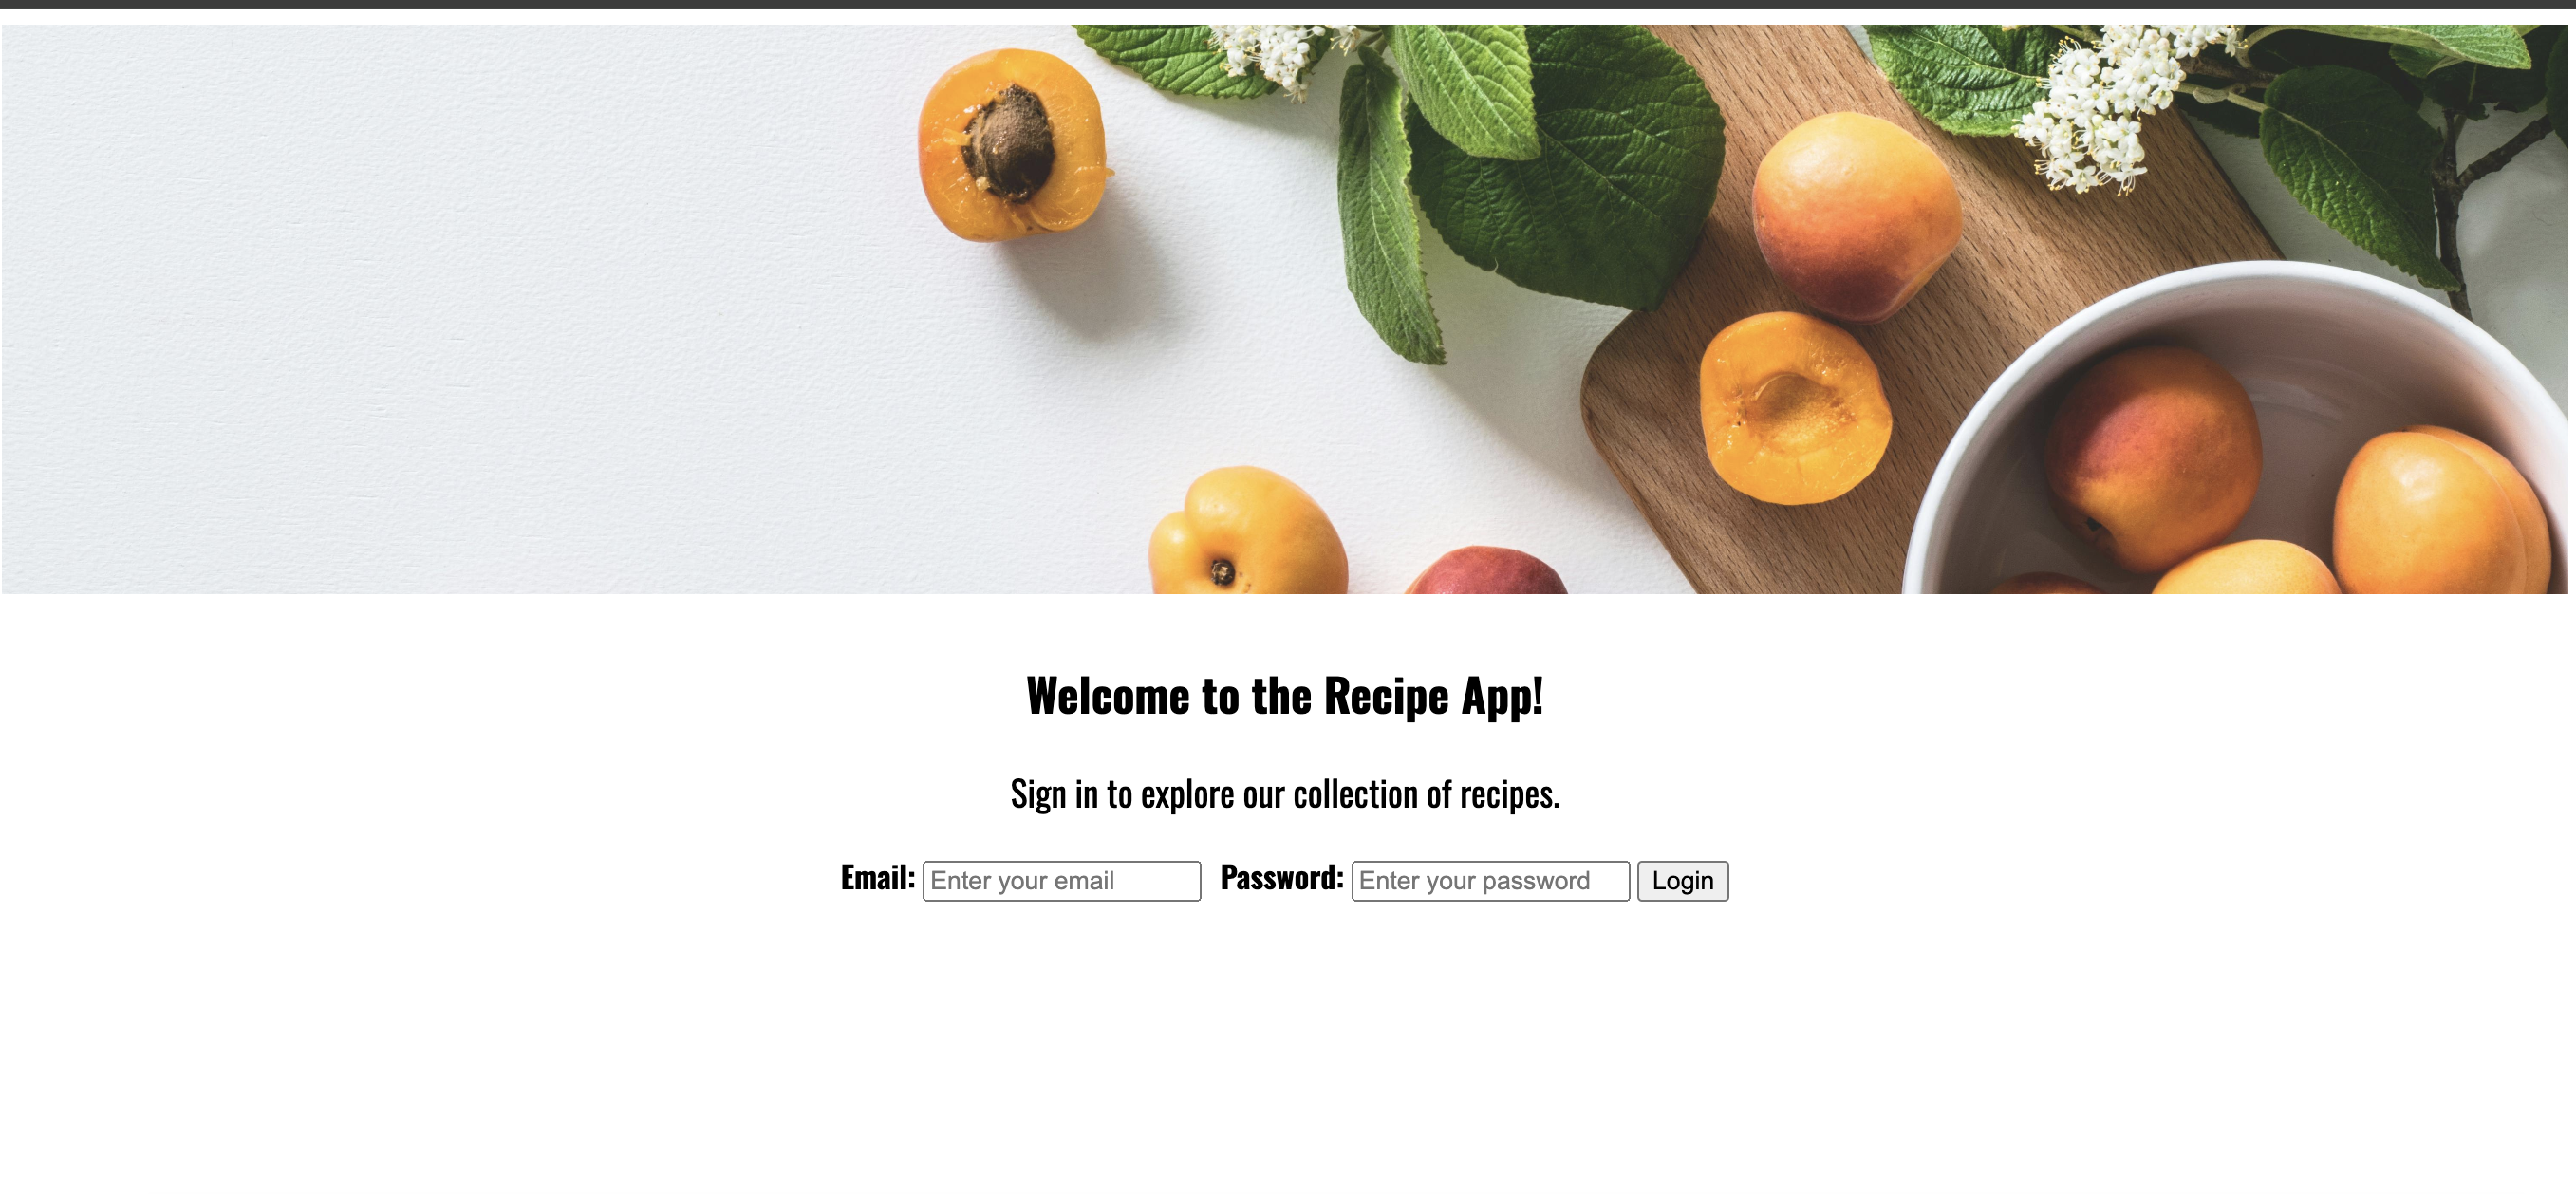 Welcome to the Recipe App!
Sign in to explore our collection of recipes.
Email: Enter your email Password: Enter your password Login